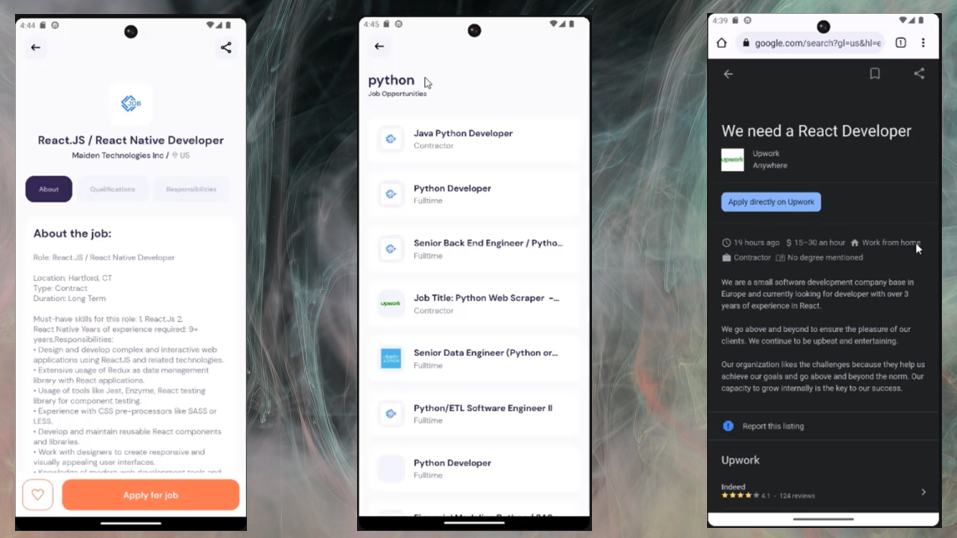 4:44
React.JS / React Native Developer
Maiden Technologies Inc / US
About
Qualifications
Responsibilities
About the job:
Role: React.JS / React Native Developer
Location: Hartford, CT
Type: Contract
Duration: Long Term
Must-have skills for this role: 1. React.Js 2.
React Native Years of experience required: 9+
years.Responsibilities:
• Design and develop complex and interactive web
applications using ReactJS and related technologies.
• Extensive usage of Redux as data management
library with React applications.
• Usage of tools like Jest, Enzyme, React testing
library for component testing.
• Experience with CSS pre-processors like SASS or
LESS.
• Develop and maintain reusable React components
and libraries.
• Work with designers to create responsive and
visually appealing user interfaces.
• Knowledge of modern web development tools and
Apply for job
4:45
python
Job Opportunities
Java Python Developer
Contractor
Python Developer
Fulltime
Senior Back End Engineer / Pytho...
Fulltime
upwork
Job Title: Python Web Scraper -...
Contractor
Senior Data Engineer (Python or...
Fulltime
Python/ETL Software Engineer II
Fulltime
Python Developer
Fulltime
4:39
google.com/search?gl=us&hl=e
1
We need a React Developer
upwork
Upwork
Anywhere
Apply directly on Upwork
19 hours ago
15–30 an hour
Work from home
Contractor
No degree mentioned
We are a small software development company base in
Europe and currently looking for developer with over 3
years of experience in React.
We go above and beyond to ensure the pleasure of our
clients. We continue to be upbeat and entertaining.
Our organization likes the challenges because they help us
achieve our goals and go above and beyond the norm. Our
capacity to grow internally is the key to our success.
Report this listing
Upwork
Indeed
4.1 - 124 reviews